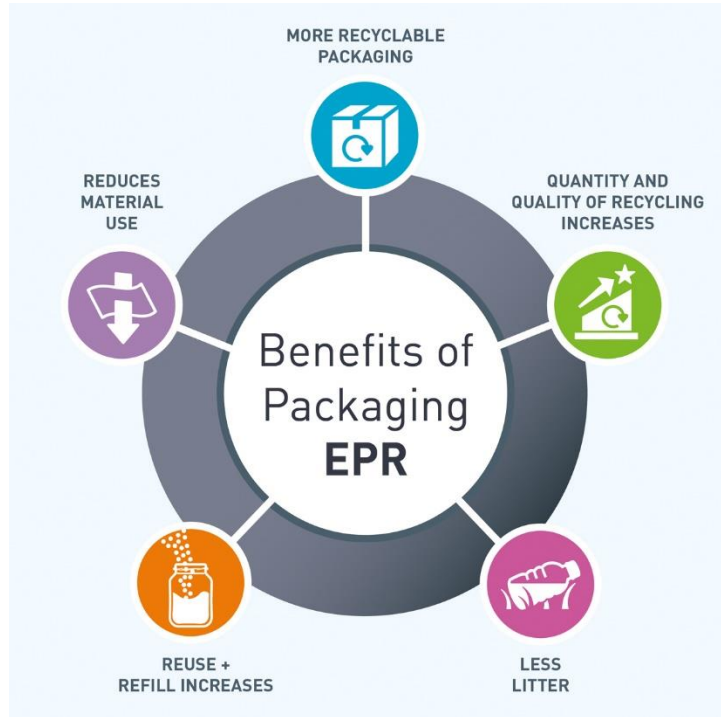 MORE RECYCLABLE
PACKAGING
REDUCES
MATERIAL
USE
QUANTITY AND
QUALITY OF RECYCLING
INCREASES
Benefits of
Packaging
EPR
REUSE +
REFILL INCREASES
LESS
LITTER